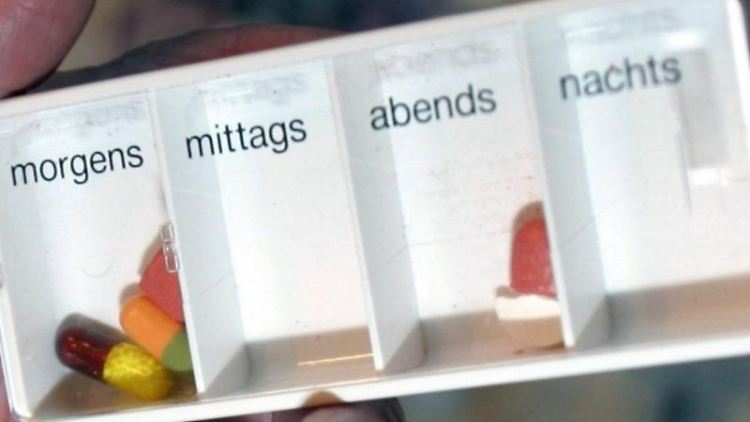 morgens
mittags
abends
nachts